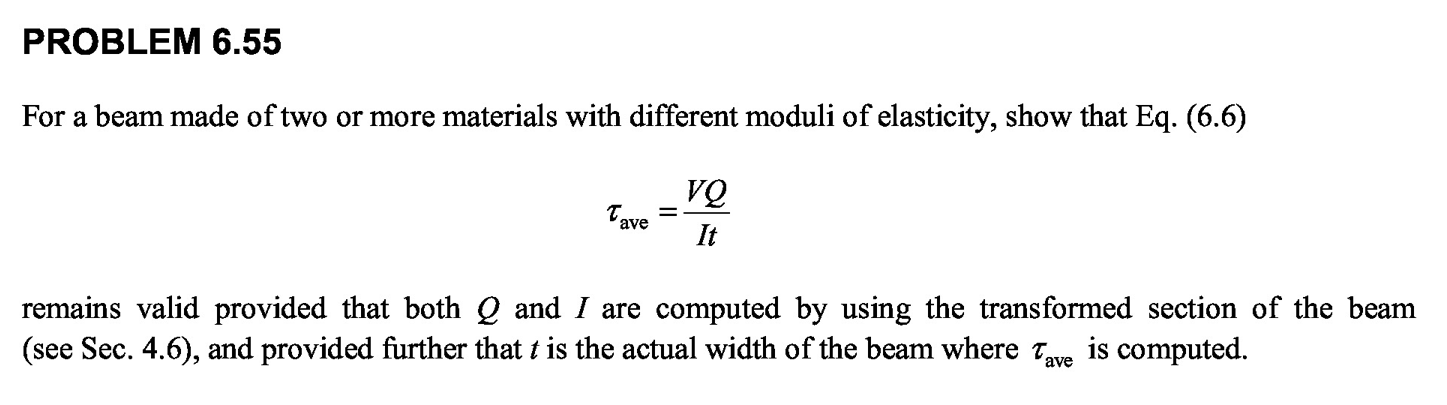 PROBLEM 6.55
For a beam made of two or more materials with different moduli of elasticity, show that Eq. (6.6)
τ_ave = VQ / It
remains valid provided that both Q and I are computed by using the transformed section of the beam
(see Sec. 4.6), and provided further that t is the actual width of the beam where τ_ave is computed.